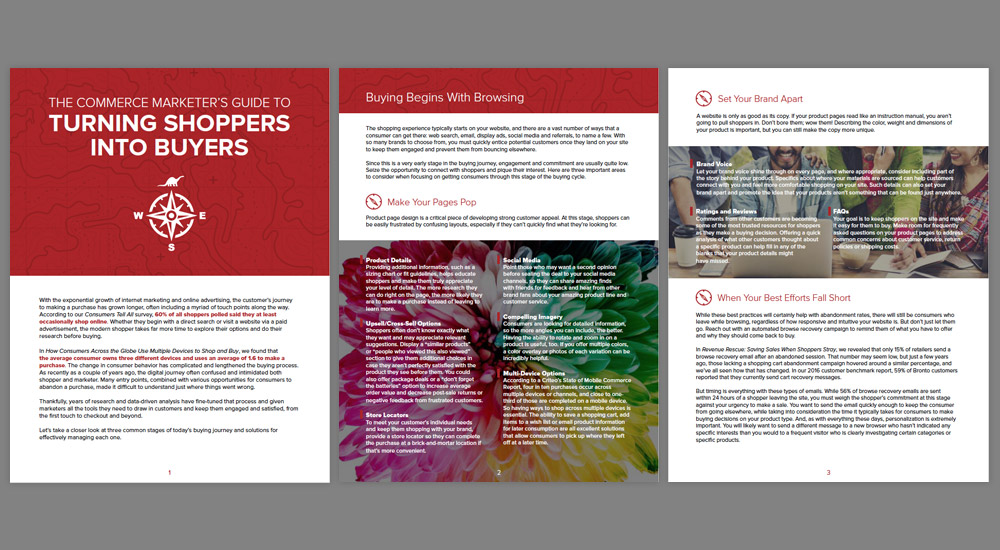 THE COMMERCE MARKETER'S GUIDE TO
TURNING SHOPPERS
INTO BUYERS
W E
S
With the exponential growth of internet marketing and online advertising, the customer's journey
to making a purchase has grown longer, often including a myriad of touch points along the way.
According to our Consumers Tell All survey, 60% of all shoppers polled said they at least
occasionally shop online. Whether they begin with a direct search or visit a website via a paid
advertisement, the modern shopper takes far more time to explore their options and do their
research before buying.
In How Consumers Across the Globe Use Multiple Devices to Shop and Buy, we found that
the average consumer owns three devices and uses an average of 1.6 to make a
purchase. The change in consumer behavior has complicated and lengthened the buying process.
As recently as a couple of years ago, the digital journey often confused and intimidated both
shopper and marketer. Many entry points, combined with various opportunities for consumers to
abandon a purchase, made it difficult to understand just where things went wrong.
Thankfully, years of research and data-driven analysis have fine-tuned that process and given
marketers all the tools they need to draw in customers and keep them engaged and satisfied, from
the first touch to checkout and beyond.
Let's take a closer look at three common stages of today's buying journey and solutions for
effectively managing each one.
1
Buying Begins With Browsing
The shopping experience typically starts on your website, and there are a vast number of ways that a
consumer can get there: web search, email, display ads, social media and referrals, to name a few. With
so many brands to choose from, you must quickly entice potential customers once they land on your site
to keep them engaged and prevent them from bouncing elsewhere.
Since this is a very early stage in the buying journey, engagement and commitment are usually quite low.
Seize the opportunity to connect with shoppers and pique their interest. Here are three important areas
to consider when focusing on getting consumers through this stage of the buying cycle.
Make Your Pages Pop
Product page design is a critical piece of developing strong customer appeal. At this stage, shoppers can
be easily frustrated by confusing layouts, especially if they can't quickly find what they're looking for.
Product Details
Providing additional information, such as a
sizing chart or fit guidelines, helps educate
shoppers and make them truly appreciate
your level of detail. The more research they
can do right on the page, the more likely they
are to make a purchase instead of leaving to
learn more.
Upsell/Cross-Sell Options
Shoppers often don't know exactly what
they want and may appreciate relevant
suggestions. Display a "similar products"
or "people who viewed this also viewed"
section to give them additional choices in
case they aren't perfectly satisfied with the
product they see before them. You could
also offer package deals or a "don't forget
the batteries" option to increase average
order value and decrease post-sale returns or
negative feedback from frustrated customers.
Store Locators
To meet your customer's individual needs
and keep them shopping with your brand,
provide a store locator so they can complete
the purchase at a brick-and-mortar location if
that's more convenient.
Social Media
Point those who may want a second opinion
before sealing the deal to your social media
channels, so they can share amazing finds
with friends for feedback and hear from other
brand fans about your amazing product line and
customer service.
Compelling Imagery
Consumers are looking for detailed information,
so the more angles you can include, the better.
Having the ability to rotate and zoom in on a
product is useful, too. If you offer multiple colors,
a color overlay or photos of each variation can be
incredibly helpful.
Multi-Device Options
According to a Criteo's State of Mobile Commerce
Report, four in ten purchases occur across
multiple devices or channels, and close to one-
third of those are completed on a mobile device.
So having ways to shop across multiple devices is
essential. The ability to save a shopping cart, add
items to a wish list or email product information
for later consumption are all excellent solutions
that allow consumers to pick up where they left
off at a later time.
2
Set Your Brand Apart
A website is only as good as its copy. If your product pages read like an instruction manual, you aren't
going to pull shoppers in. Don't bore them; wow them! Describing the color, weight and dimensions of
your product is important, but you can still make the copy more unique.
Brand Voice
Let your brand voice shine through on every page, and where appropriate, consider including part of
the story behind your product. Specifics about where your materials are sourced can help customers
connect with you and feel more comfortable shopping on your site. Such details can also set your
brand apart and promote the idea that your products aren't something that can be found just anywhere.
Ratings and Reviews
Comments from other customers are becoming
some of the most trusted resources for shoppers
as they make a buying decision. Offering a quick
analysis of what other customers thought about
a specific product can help fill in any of the
blanks that your product details might
have missed.
FAQs
Your goal is to keep shoppers on the site and make
it easy for them to buy. Make room for frequently
asked questions on your product pages to address
common concerns about customer service, return
policies or shipping costs.
When Your Best Efforts Fall Short
While these best practices will certainly help with abandonment rates, there will still be consumers who
leave while browsing, regardless of how responsive and intuitive your website is. But don't just let them
go. Reach out with an automated browse recovery campaign to remind them of what you have to offer
and why they should come back to buy.
In Revenue Rescue: Saving Sales When Shoppers Stray, we revealed that only 15% of retailers send a
browse recovery email after an abandoned session. That number may seem low, but just a few years
ago, those lacking a shopping cart abandonment campaign hovered around a similar percentage, and
we've all seen how that has changed. In our 2016 customer benchmark report, 59% of Bronto customers
reported that they currently send cart recovery messages.
But timing is everything with these types of emails. While 56% of browse recovery emails are sent
within 24 hours of a shopper leaving the site, you must weigh the shopper's commitment at this stage
against your urgency to make a sale. You want to send the email quickly enough to keep the consumer
from going elsewhere, while taking into consideration the time it typically takes for consumers to make
buying decisions on your product type. And, as with everything these days, personalization is extremely
important. You will likely want to send a different message to a new browser who hasn't indicated any
specific interests than you would to a frequent visitor who is clearly investigating certain categories or
specific products.
3